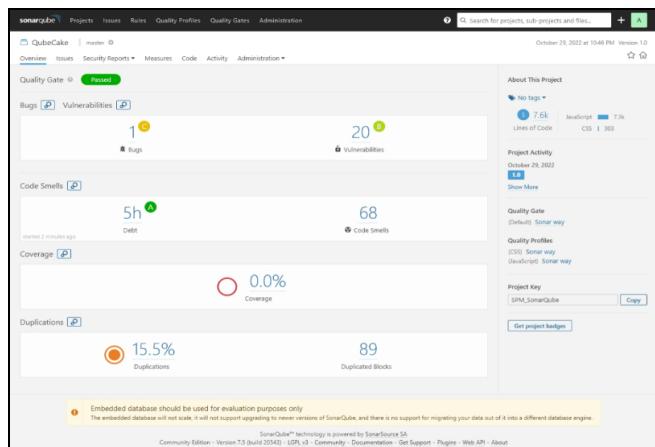 sonarqube Projects Issues Rules Quality Profiles Quality Gates Administration Search for projects, sub-projects and files... + A
QubeCake master October 29, 2022 at 10:46 PM Version 1.0
Overview Issues Security Reports Measures Code Activity Administration
Quality Gate Passed
Bugs Vulnerabilities
1 C 20 B
Bugs Vulnerabilities
Code Smells
5h A 68
Debt Code Smells
started 2 minutes ago
Coverage
0.0%
Coverage
Duplications
15.5% 89
Duplications Duplicated Blocks
About This Project
No tags
S 7.6k JavaScript 7.3k
Lines of Code CSS 303
Project Activity
October 29, 2022
1.0
Show More
Quality Gate
(Default) Sonar way
Quality Profiles
(CSS) Sonar way
(JavaScript) Sonar way
Project Key
SPM_SonarQube Copy
Get project badges
Embedded database should be used for evaluation purposes only
The embedded database will not scale, it will not support upgrading to newer versions of SonarQube, and there is no support for migrating your data out of it into a different database engine.
SonarQube™ technology is powered by SonarSource SA
Community Edition - Version 7.5 (build 20543) - LGPL v3 - Community - Documentation - Get Support - Plugins - Web API - About